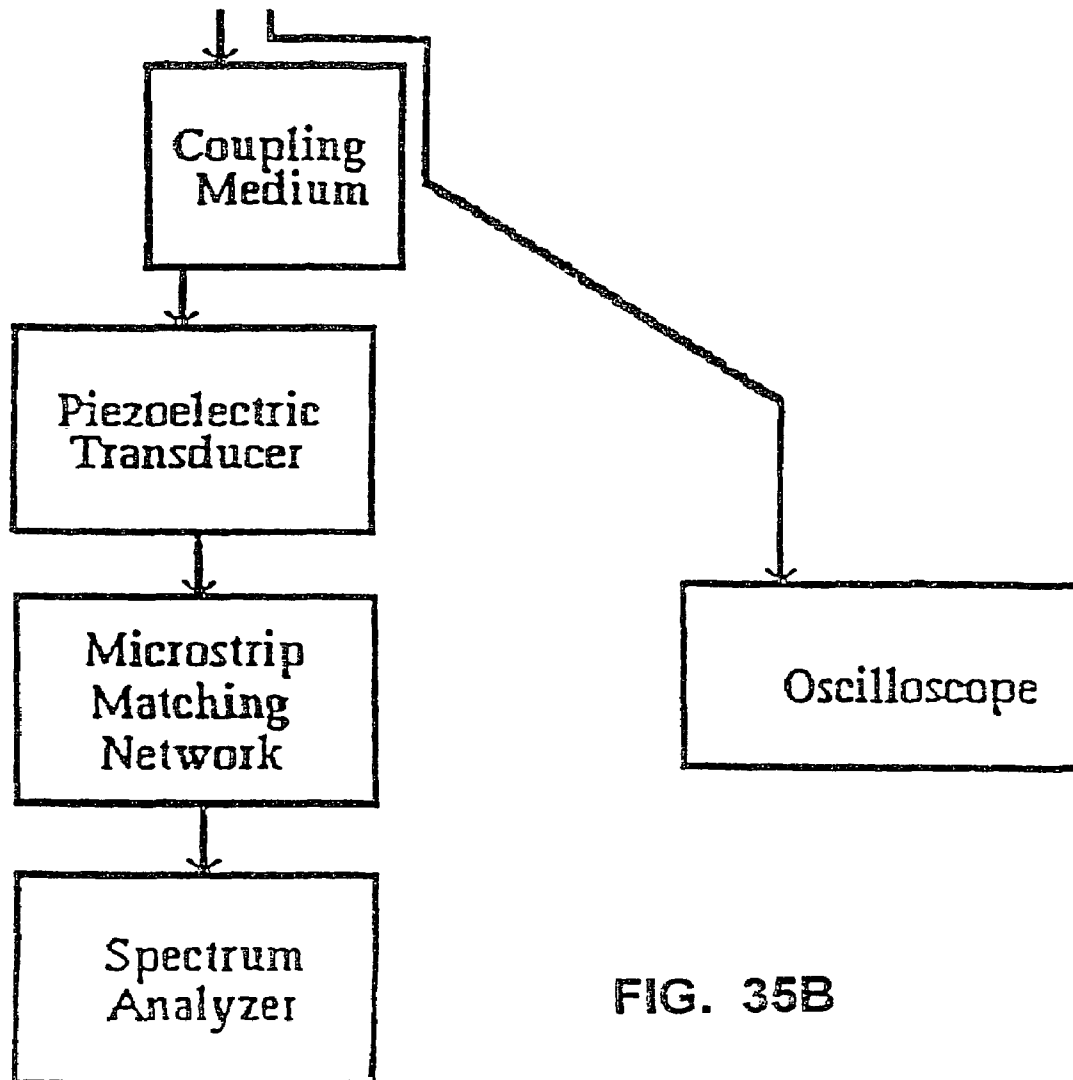 Coupling
Medium
Piezoelectric
Transducer
Microstrip
Matching
Network
Oscilloscope
Spectrum
Analyzer
FIG. 35B